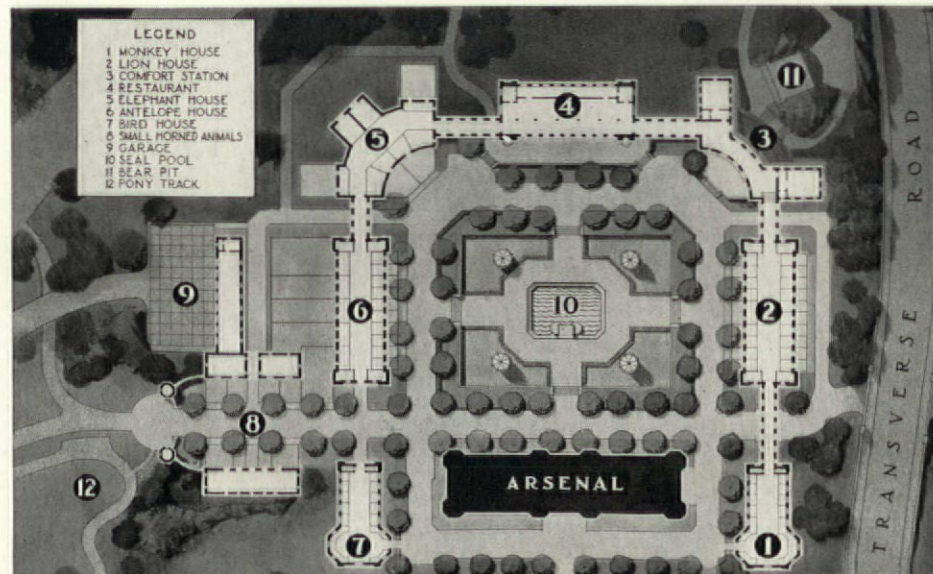 LEGEND
1 MONKEY HOUSE
2 LION HOUSE
3 COMFORT STATION
4 RESTAURANT
5 ELEPHANT HOUSE
6 ANTELOPE HOUSE
7 BIRD HOUSE
8 SMALL HORNED ANIMALS
9 GARAGE
10 SEAL POOL
11 BEAR PIT
12 PONY TRACK
11
4
5
3
9
6
10
2
8
12
ARSENAL
7
1
TRANSVERSE ROAD